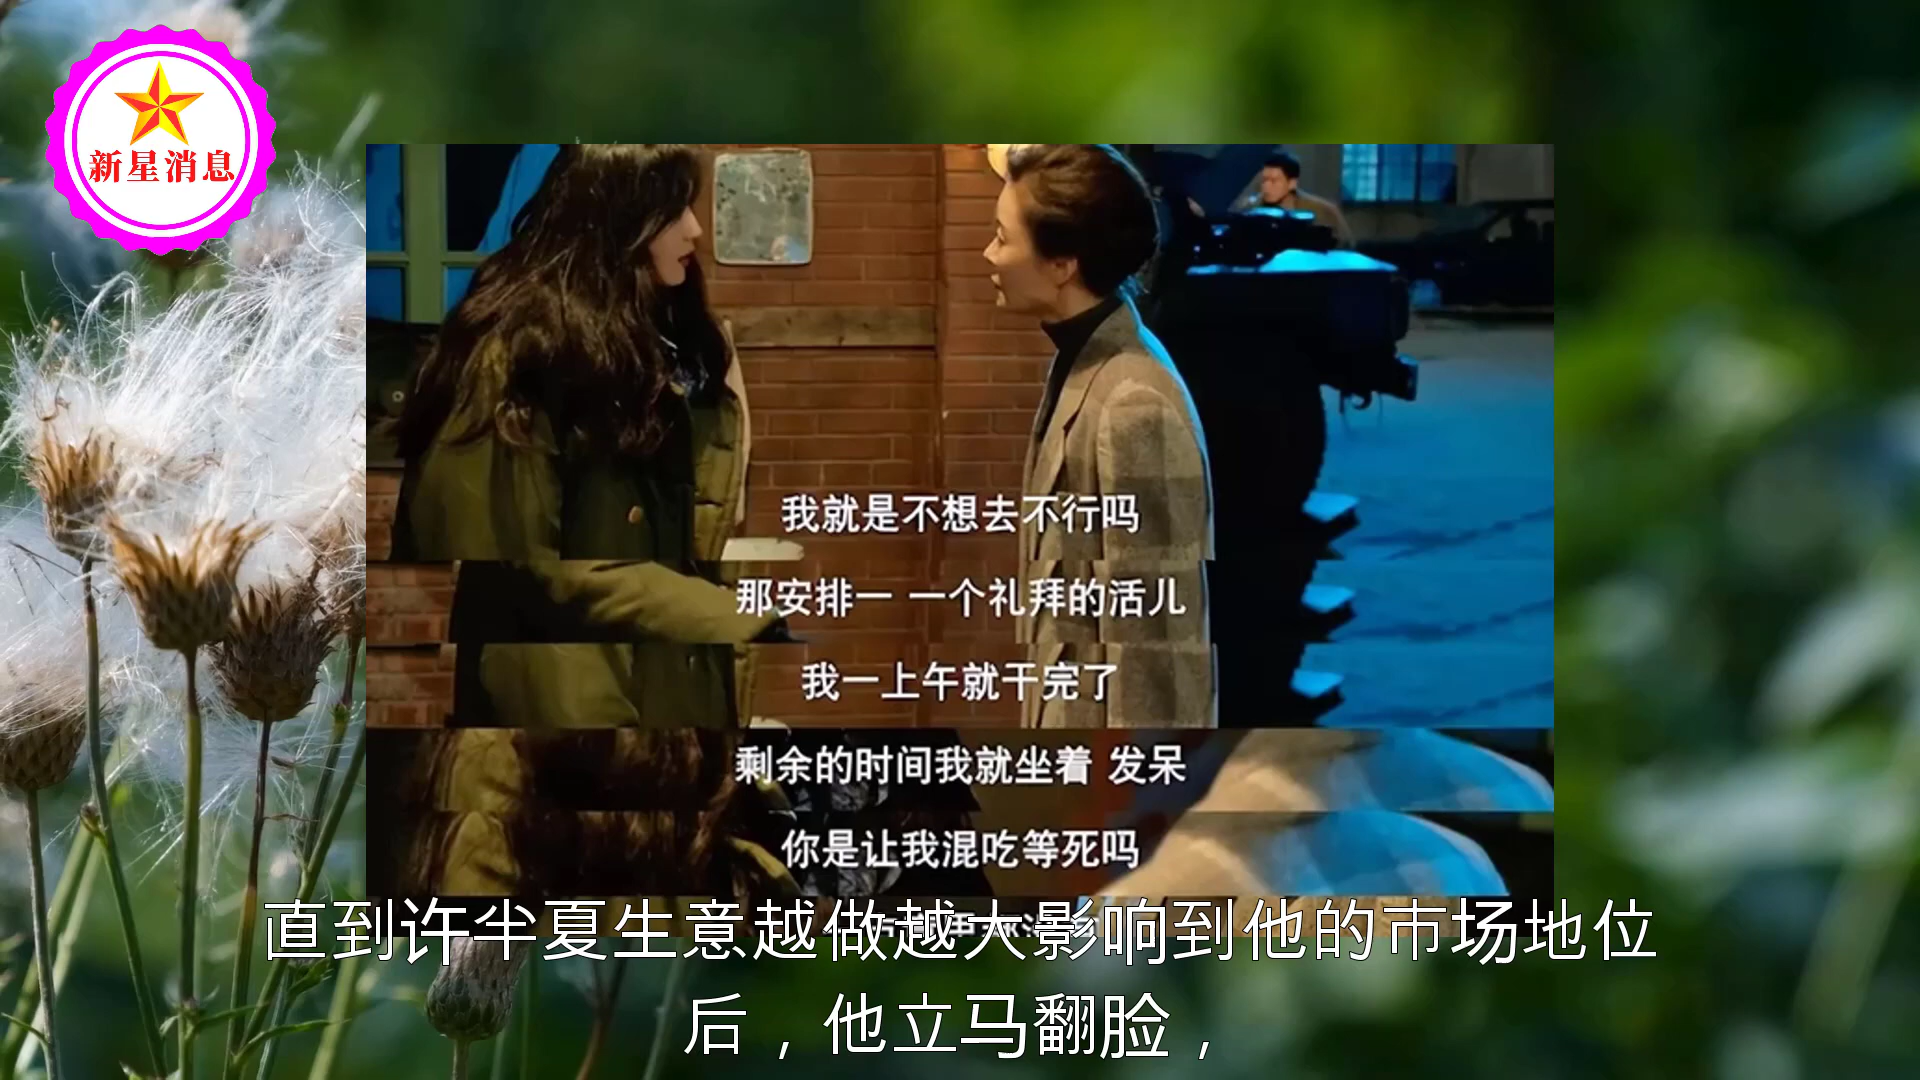 新星消息
我就是不想去不行吗
那安排一 一个礼拜的活儿
我一上午就干完了
剩余的时间我就坐着 发呆
你是让我混吃等死吗
直到许半夏生意越做越大影响到他的市场地位
后，他立马翻脸，